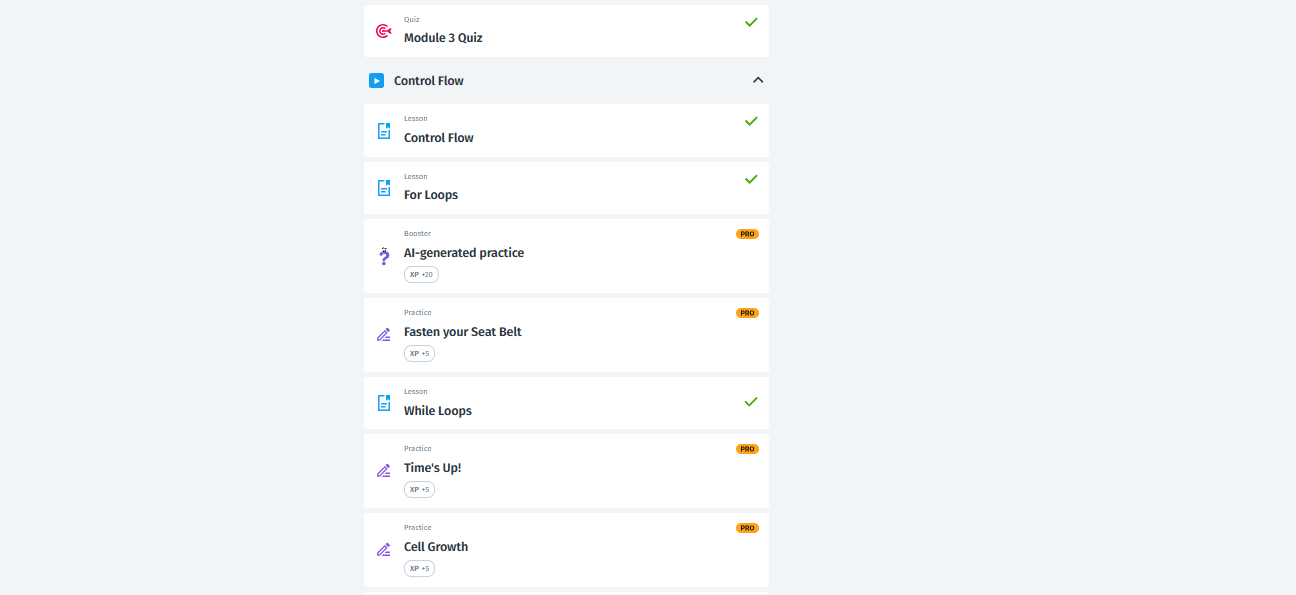 Quiz
Module 3 Quiz
Control Flow
Lesson
Control Flow
Lesson
For Loops
Booster
PRO
AI-generated practice
XP +20
Practice
PRO
Fasten your Seat Belt
XP +5
Lesson
While Loops
Practice
PRO
Time's Up!
XP +5
Practice
PRO
Cell Growth
XP +5